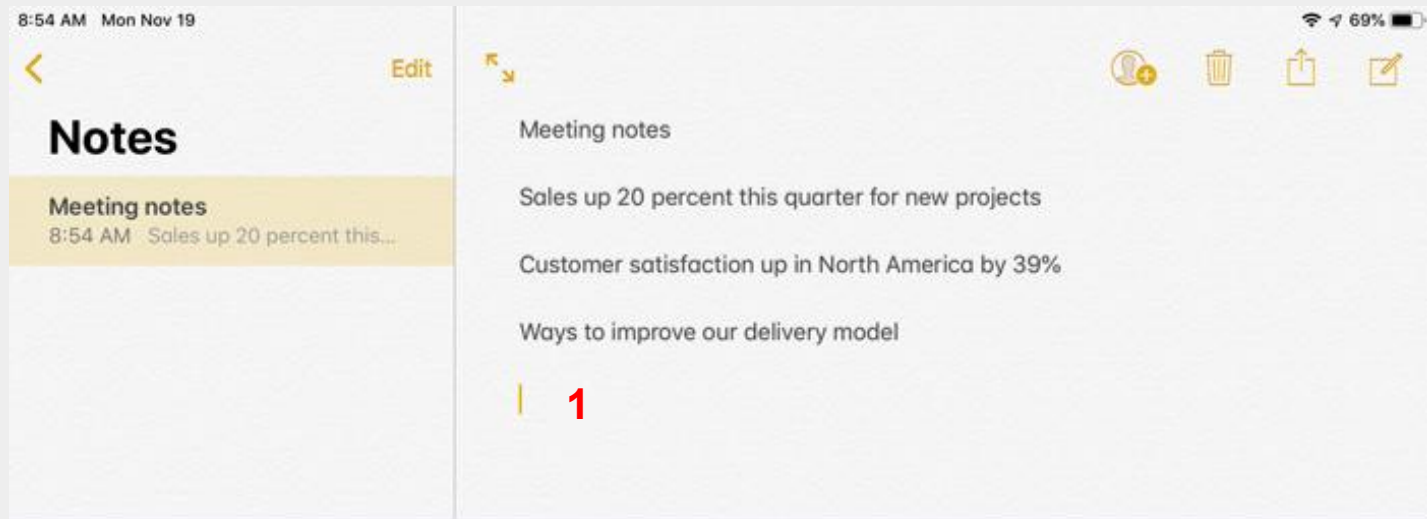 8:54 AM Mon Nov 19
69%
Edit
Notes
Meeting notes
8:54 AM Sales up 20 percent this...
Meeting notes
Sales up 20 percent this quarter for new projects
Customer satisfaction up in North America by 39%
Ways to improve our delivery model
1